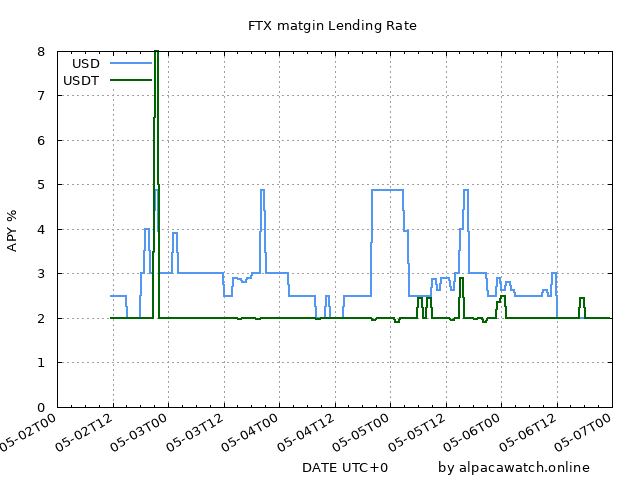 FTX matgin Lending Rate
USD
USDT
8
7
6
5
4
3
2
1
0
APY %
05-02T00
05-02T12
05-03T00
05-03T12
05-04T00
05-04T12
05-05T00
05-05T12
05-06T00
05-06T12
05-07T00
DATE UTC+0
by alpacawatch.online